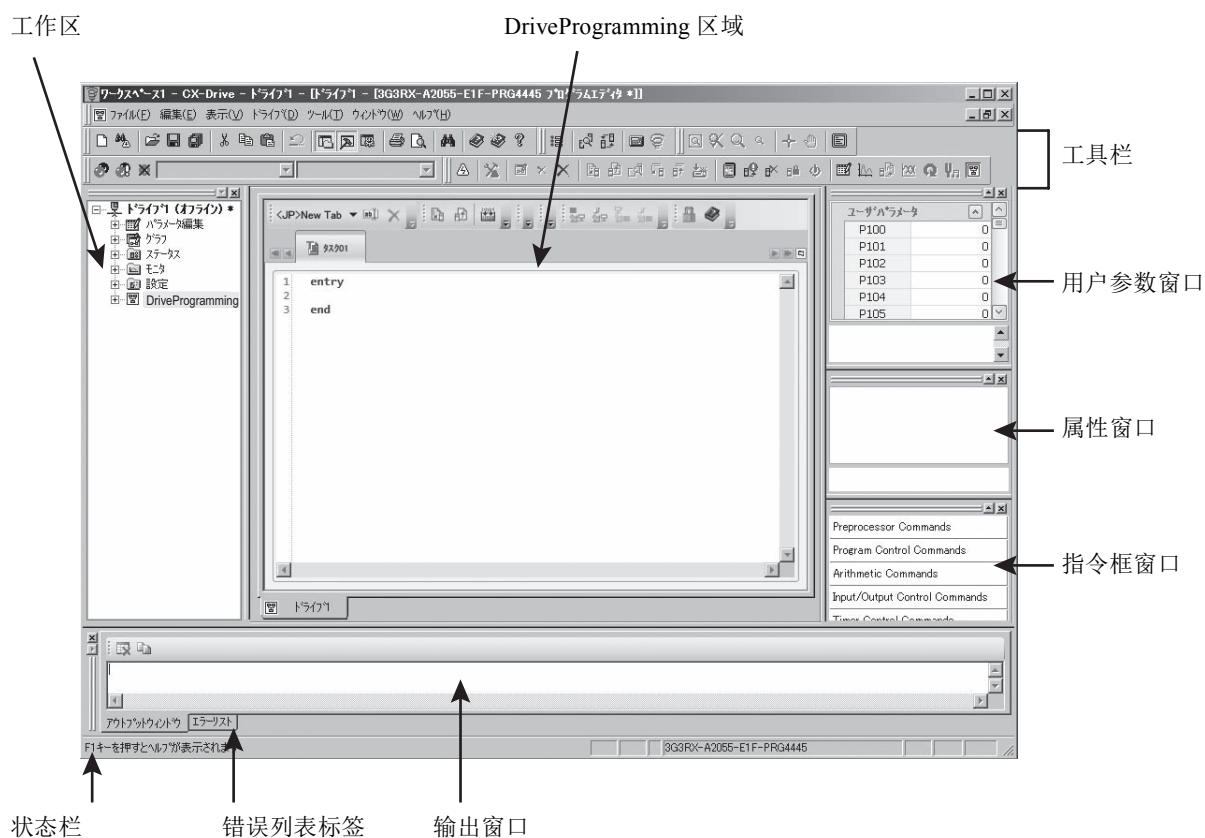 工作区
DriveProgramming 区域
ワークスペース1 - CX-Drive - ドライブ1 - [ドライブ1 - [3G3RX-A2055-E1F-PRG4445 プログラムエディタ *]]
ファイル(F) 編集(E) 表示(V) ドライブ(D) ツール(T) ウィンドウ(W) ヘルプ(H)
工具栏
ドライブ1 (オフライン) *
パラメータ編集
グラフ
ステータス
モニタ
設定
DriveProgramming
<JP>New Tab
タスク01
1 entry
2
3 end
ドライブ1
ユーザパラメータ
P100 0
P101 0
P102 0
P103 0
P104 0
P105 0
用户参数窗口
属性窗口
Preprocessor Commands
Program Control Commands
Arithmetic Commands
Input/Output Control Commands
Timer Control Commands
指令框窗口
アウトプットウィンドウ エラーリスト
F1キーを押すとヘルプが表示されま
3G3RX-A2055-E1F-PRG4445
状态栏
错误列表标签
输出窗口